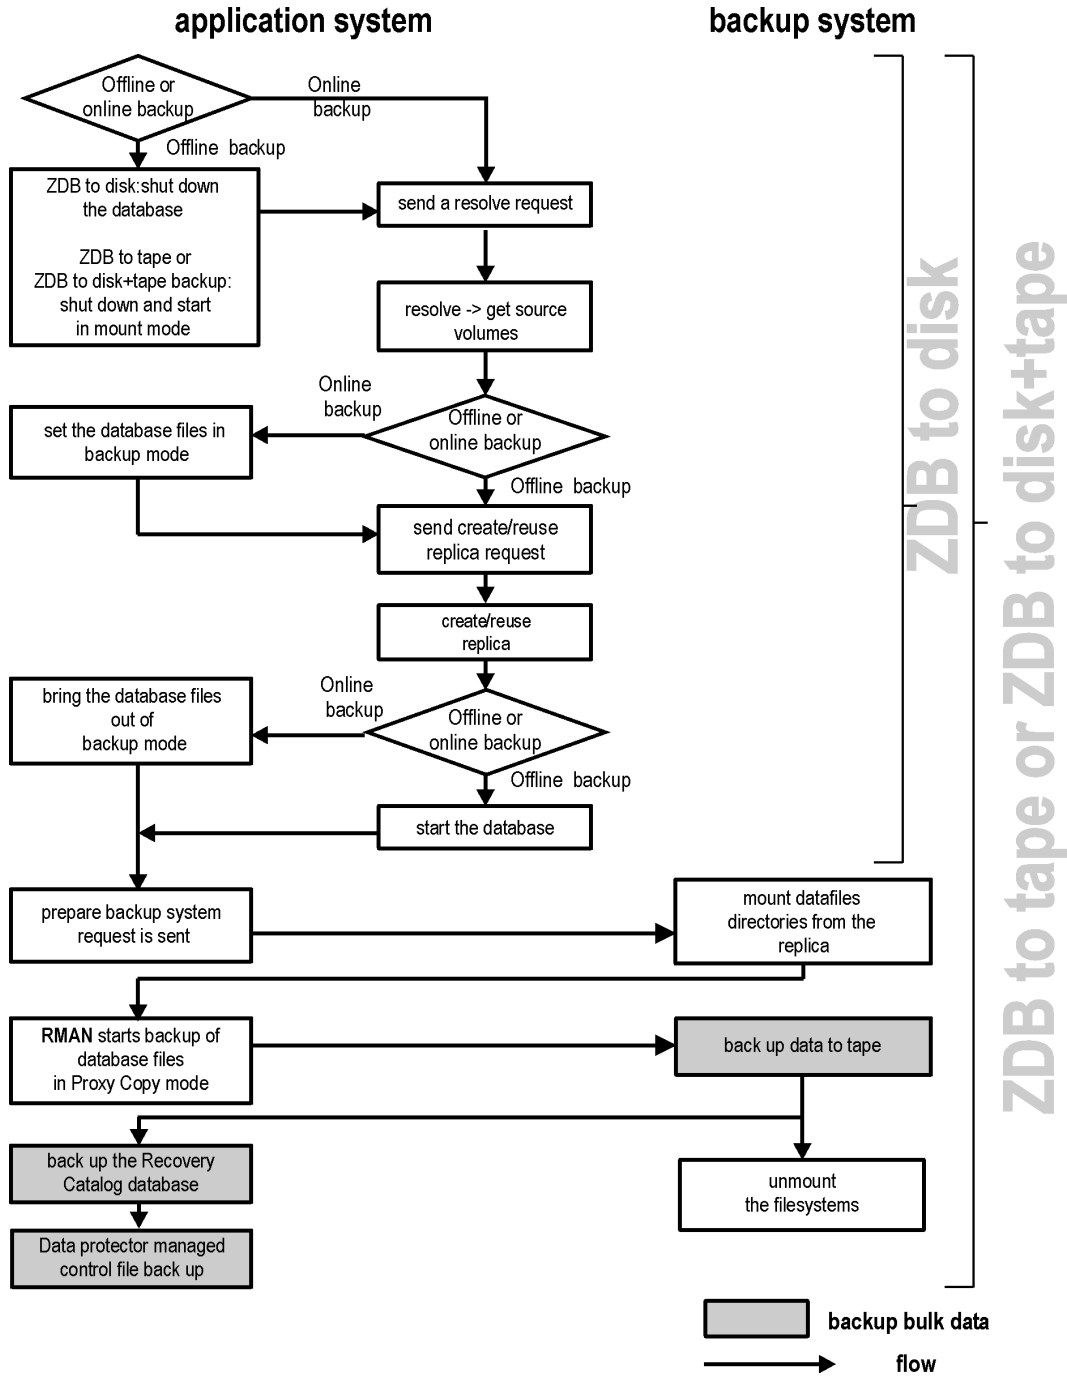 application system
backup system
Offline or
online backup
Online
backup
Offline backup
ZDB to disk:shut down
the database
ZDB to tape or
ZDB to disk+tape backup:
shut down and start
in mount mode
send a resolve request
resolve -> get source
volumes
Online
backup
Offline or
online backup
set the database files in
backup mode
Offline backup
send create/reuse
replica request
create/reuse
replica
Online
backup
bring the database files
out of
backup mode
Offline or
online backup
Offline backup
start the database
ZDB to disk
ZDB to tape or ZDB to disk+tape
prepare backup system
request is sent
mount datafiles
directories from the
replica
RMAN starts backup of
database files
in Proxy Copy mode
back up data to tape
back up the Recovery
Catalog database
unmount
the filesystems
Data protector managed
control file back up
backup bulk data
flow